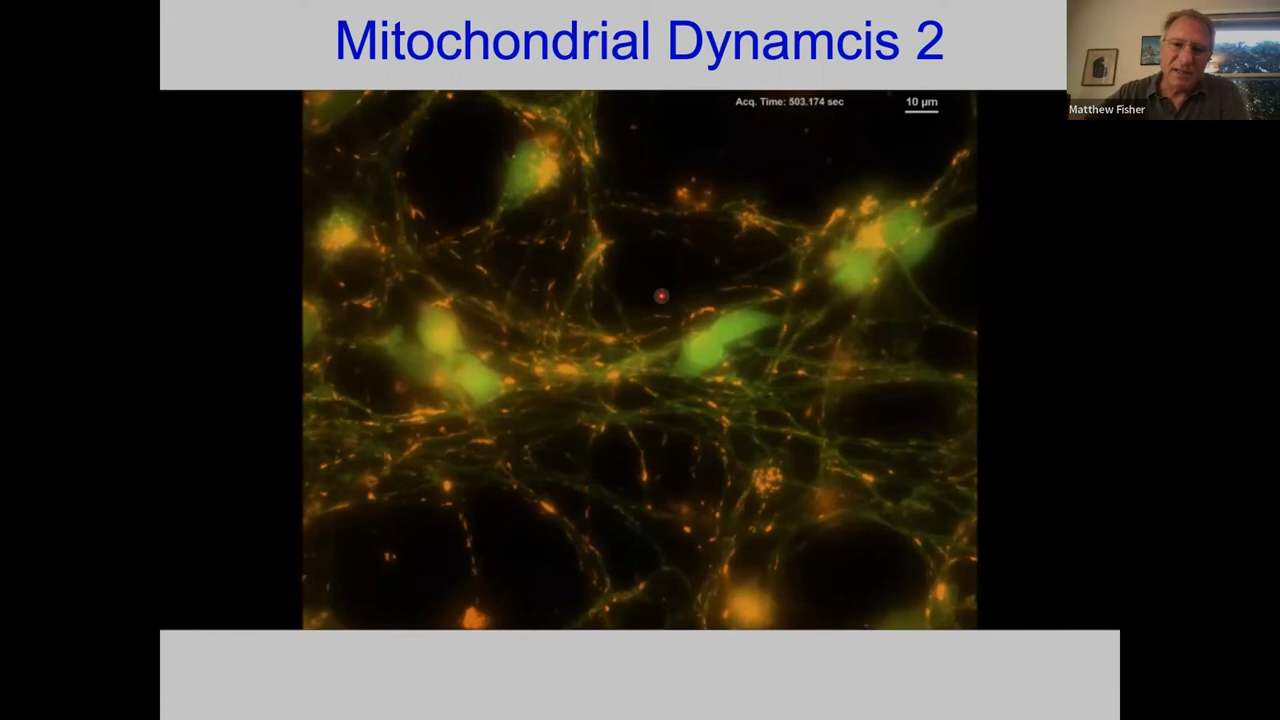 Mitochondrial Dynamcis 2
Matthew Fisher
Acq. Time: 503.174 sec
10 µm